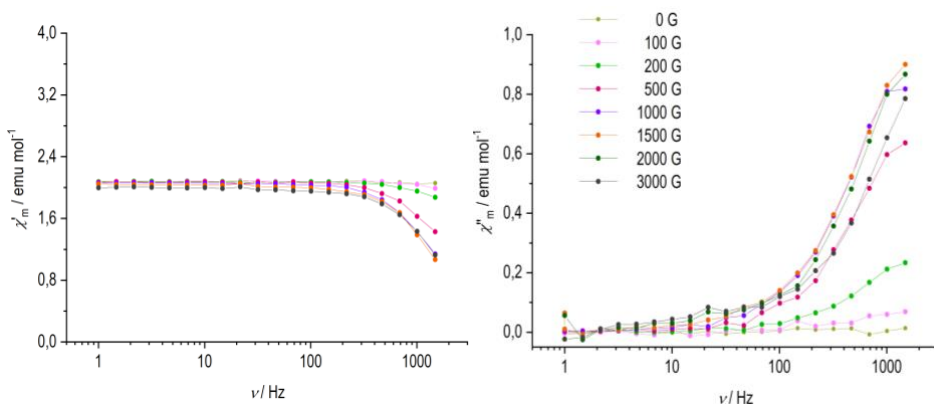 4,0
3,2
2,4
1,6
0,8
0,0
χ'm / emu mol-1
1
10
100
1000
ν / Hz
1,0
0,8
0,6
0,4
0,2
0,0
χ''m / emu mol-1
0 G
100 G
200 G
500 G
1000 G
1500 G
2000 G
3000 G
1
10
100
1000
ν / Hz